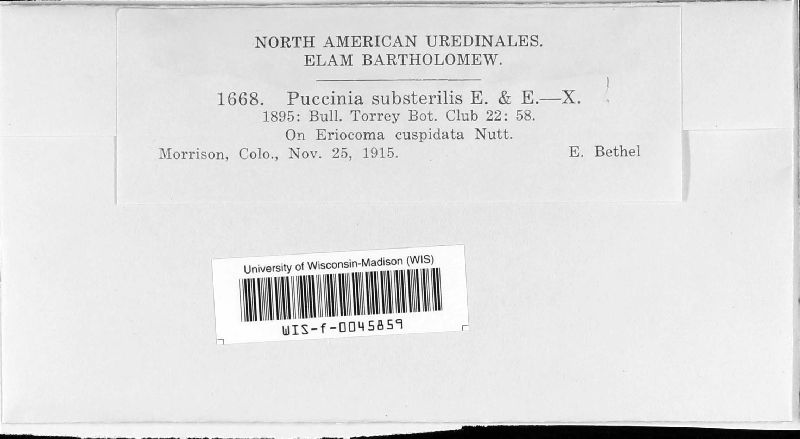 NORTH AMERICAN UREDINALES.
ELAM BARTHOLOMEW.
1668. Puccinia substerilis E. & E.—X.
1895: Bull. Torrey Bot. Club 22: 58.
On Eriocoma cuspidata Nutt.
Morrison, Colo., Nov. 25, 1915. E. Bethel
University of Wisconsin-Madison (WIS)
WIS-f-0045859